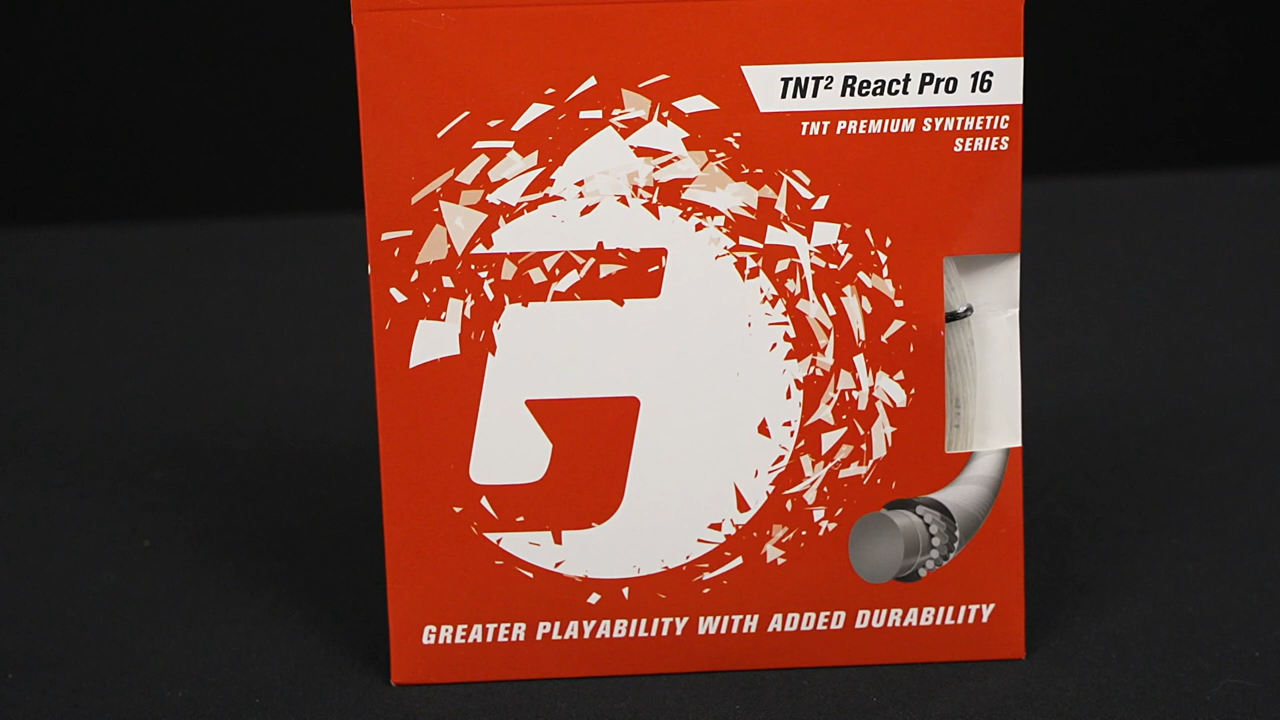 TNT² React Pro 16
TNT PREMIUM SYNTHETIC
SERIES
G
GREATER PLAYABILITY WITH ADDED DURABILITY